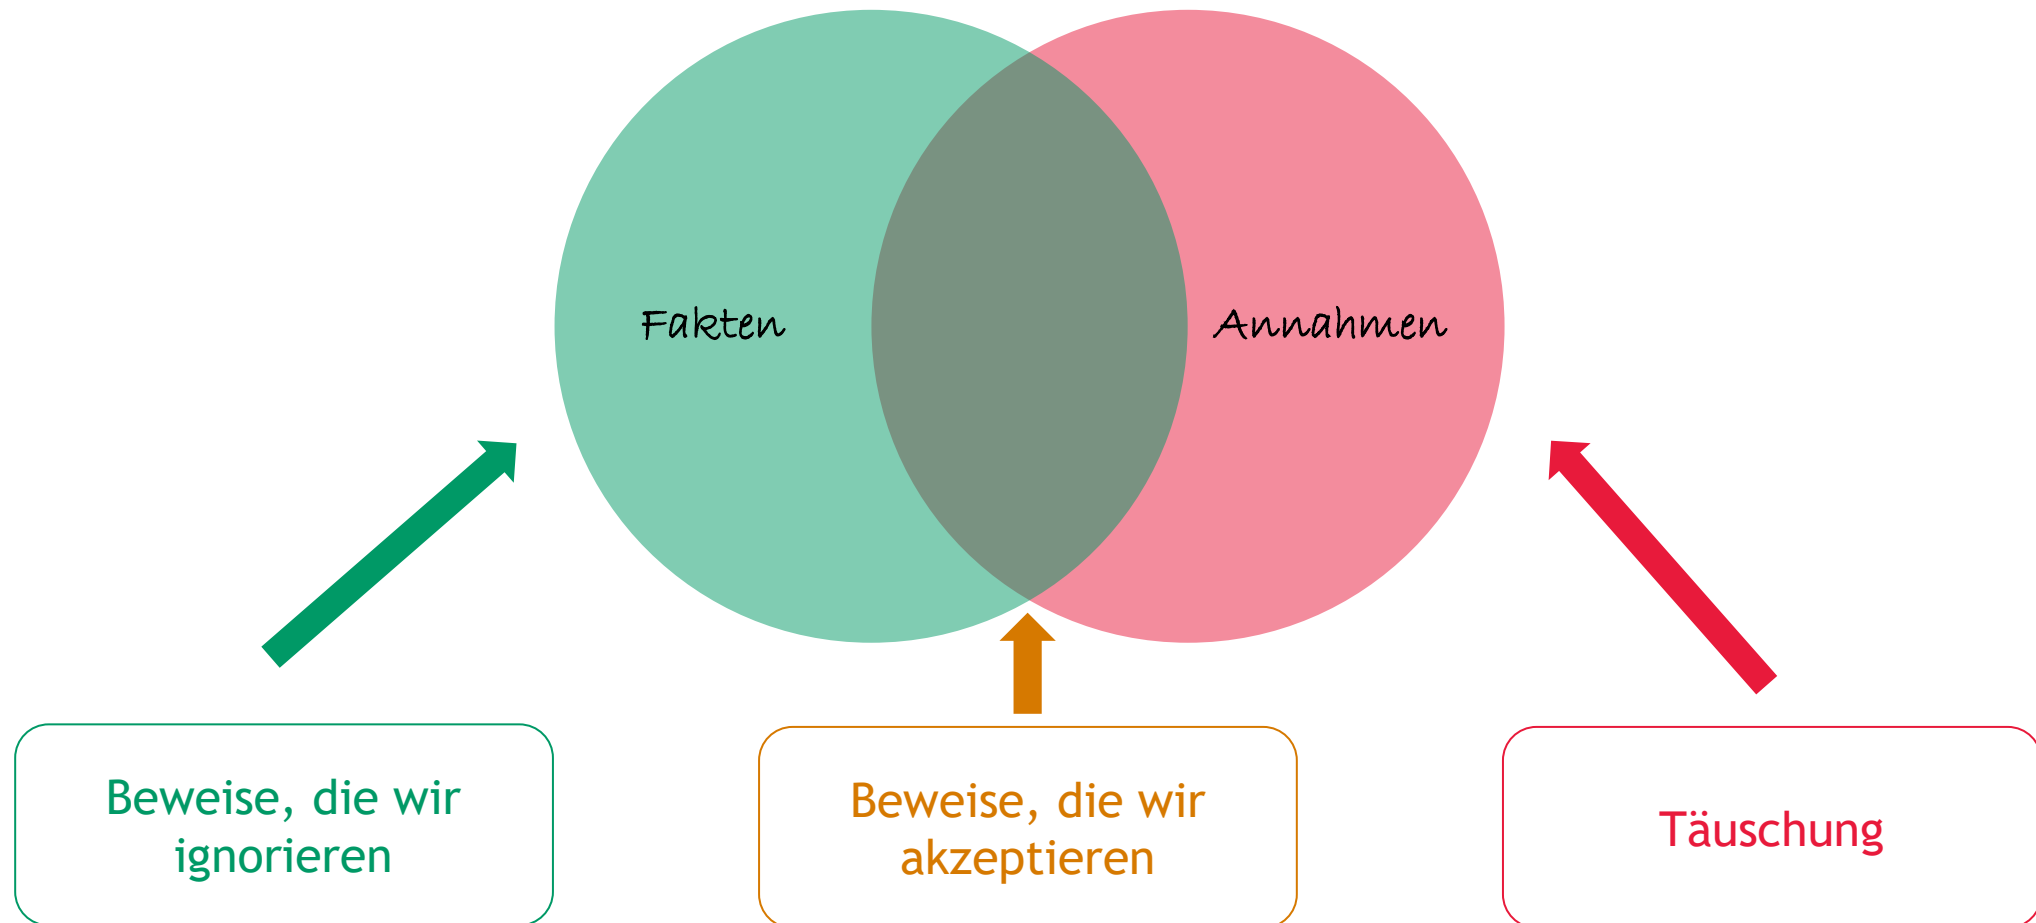 Fakten
Annahmen
Beweise, die wir
ignorieren
Beweise, die wir
akzeptieren
Täuschung